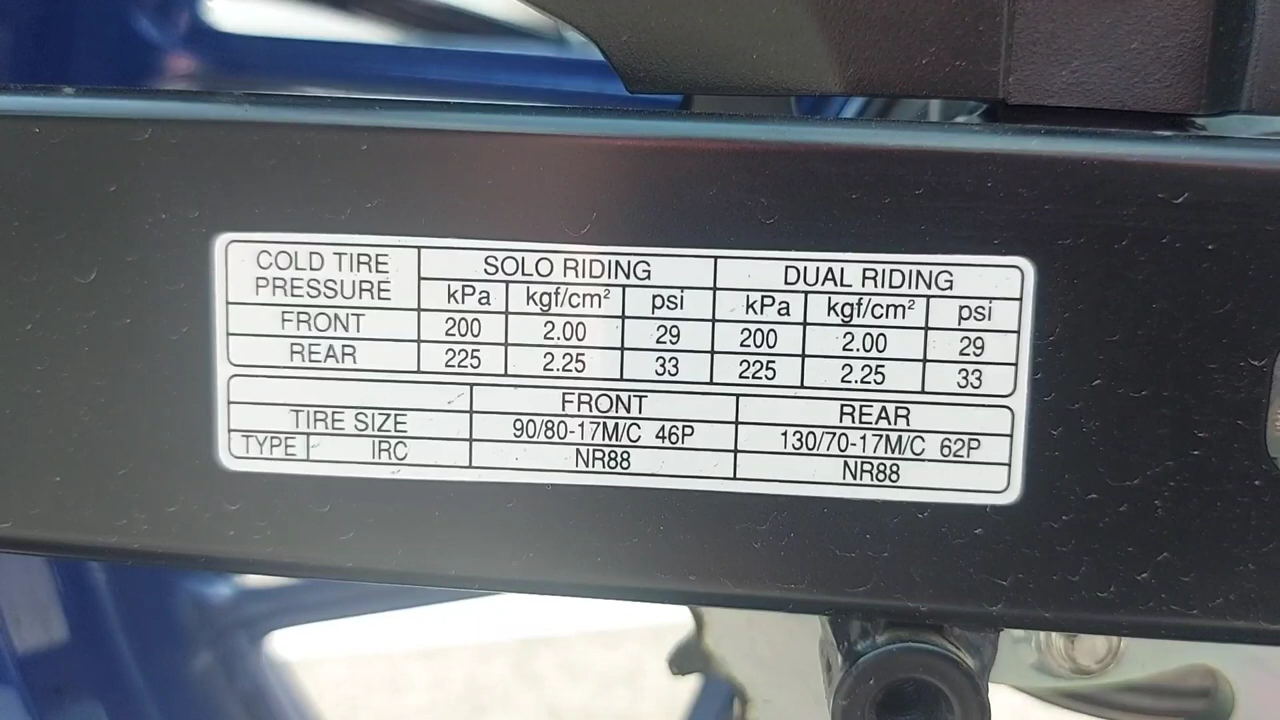 COLD TIRE PRESSURE SOLO RIDING DUAL RIDING
kPa kgf/cm² psi kPa kgf/cm² psi
FRONT 200 2.00 29 200 2.00 29
REAR 225 2.25 33 225 2.25 33
FRONT REAR
TIRE SIZE 90/80-17M/C 46P 130/70-17M/C 62P
TYPE IRC NR88 NR88